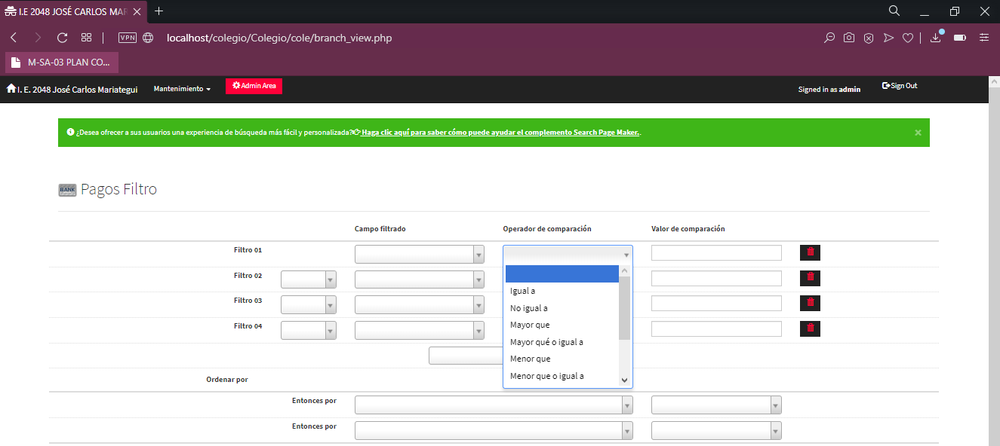 I.E 2048 JOSÉ CARLOS MAR
VPN
localhost/colegio/Colegio/cole/branch_view.php
M-SA-03 PLAN CO...
I. E. 2048 José Carlos Mariategui
Mantenimiento
Admin Area
Signed in as admin
Sign Out
¿Desea ofrecer a sus usuarios una experiencia de búsqueda más fácil y personalizada? Haga clic aquí para saber cómo puede ayudar el complemento Search Page Maker..
×
BANK
Pagos Filtro
Campo filtrado Operador de comparación Valor de comparación
Filtro 01
Filtro 02
Filtro 03
Filtro 04
Igual a
No igual a
Mayor que
Mayor qué o igual a
Menor que
Menor que o igual a
Ordenar por
Entonces por
Entonces por